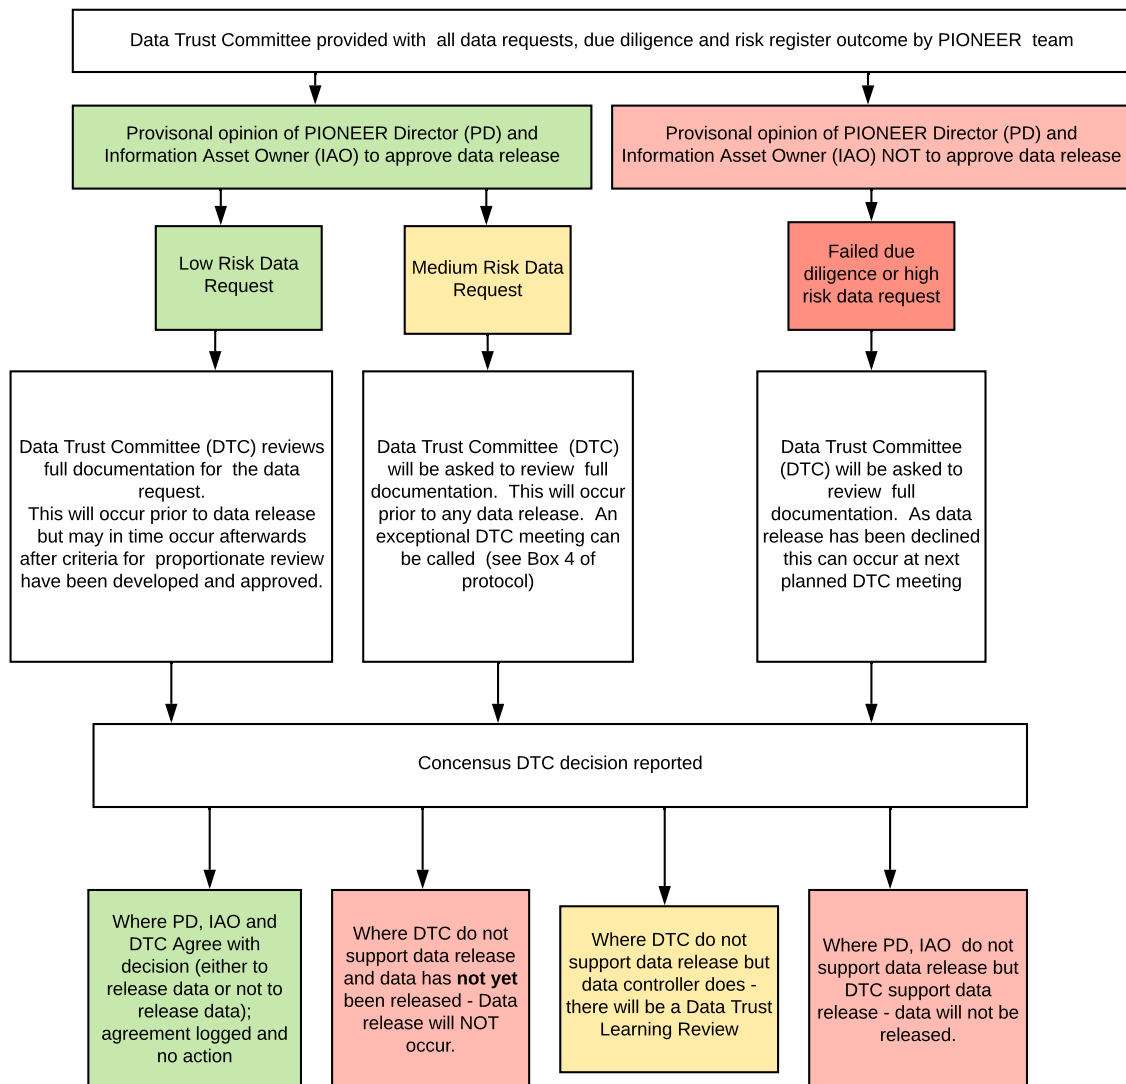 Data Trust Committee provided with  all data requests, due diligence and risk register outcome by PIONEER  team
Provisonal opinion of PIONEER Director (PD) and
Information Asset Owner (IAO) to approve data release
Provisonal opinion of PIONEER Director (PD) and
Information Asset Owner (IAO) NOT to approve data release
Low Risk Data
Request
Medium Risk Data
Request
Failed due
diligence or high
risk data request
Data Trust Committee (DTC) reviews
full documentation for  the data
request.
This will occur prior to data release
but may in time occur afterwards
after criteria for  proportionate review
have been developed and approved.
Data Trust Committee  (DTC)
will be asked to review  full
documentation.  This will occur
prior to any data release.  An
exceptional DTC meeting can
be called  (see Box 4 of
protocol)
Data Trust Committee
(DTC) will be asked to
review  full
documentation.  As data
release has been declined
this can occur at next
planned DTC meeting
Concensus DTC decision reported
Where PD, IAO and
DTC Agree with
decision (either to
release data or not to
release data);
agreement logged and
no action
Where DTC do not
support data release
and data has not yet
been released - Data
release will NOT
occur.
Where DTC do not
support data release but
data controller does -
there will be a Data Trust
Learning Review
Where PD, IAO  do not
support data release but
DTC support data
release - data will not be
released.